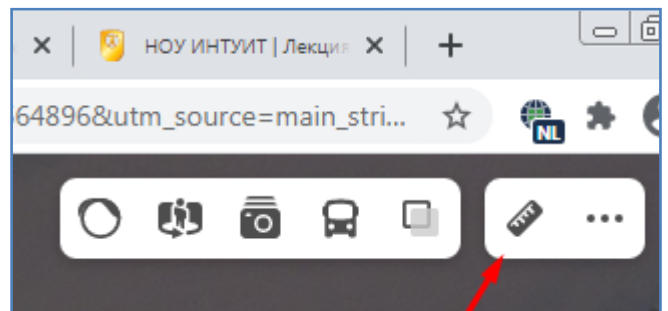 НОУ ИНТУИТ | Лекция
64896&utm_source=main_stri...
NL